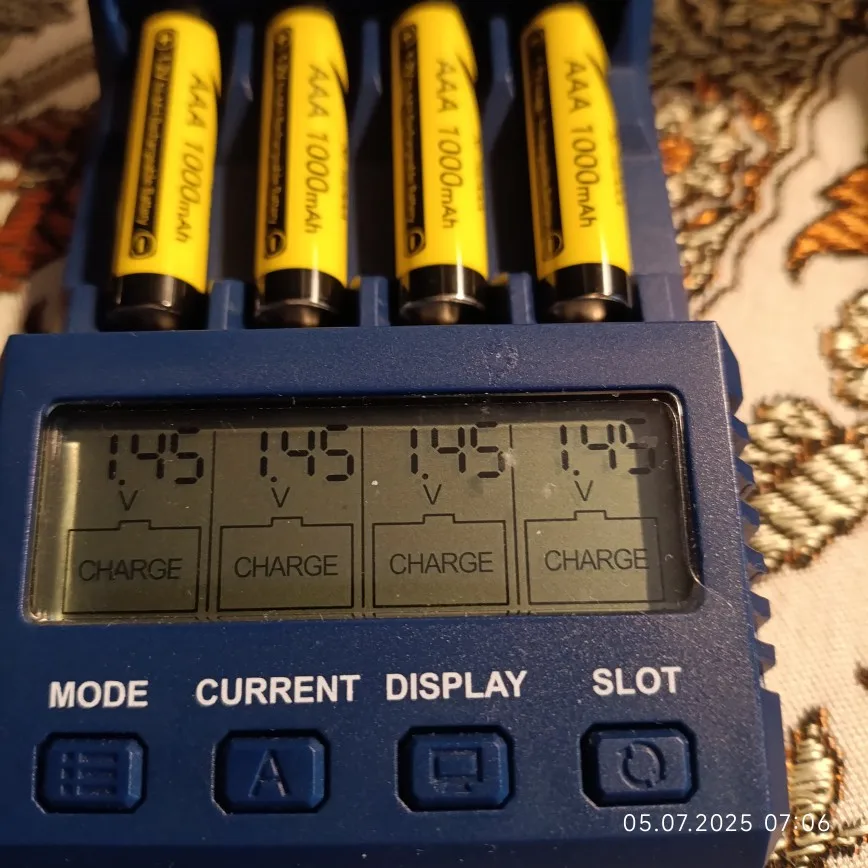 AAA 1000mAh
AAA 1000mAh
AAA 1000mAh
AAA 1000mAh
1.45 1.45 1.45 1.45
V V V V
CHARGE CHARGE CHARGE CHARGE
MODE CURRENT DISPLAY SLOT
A
05.07.2025 07:06